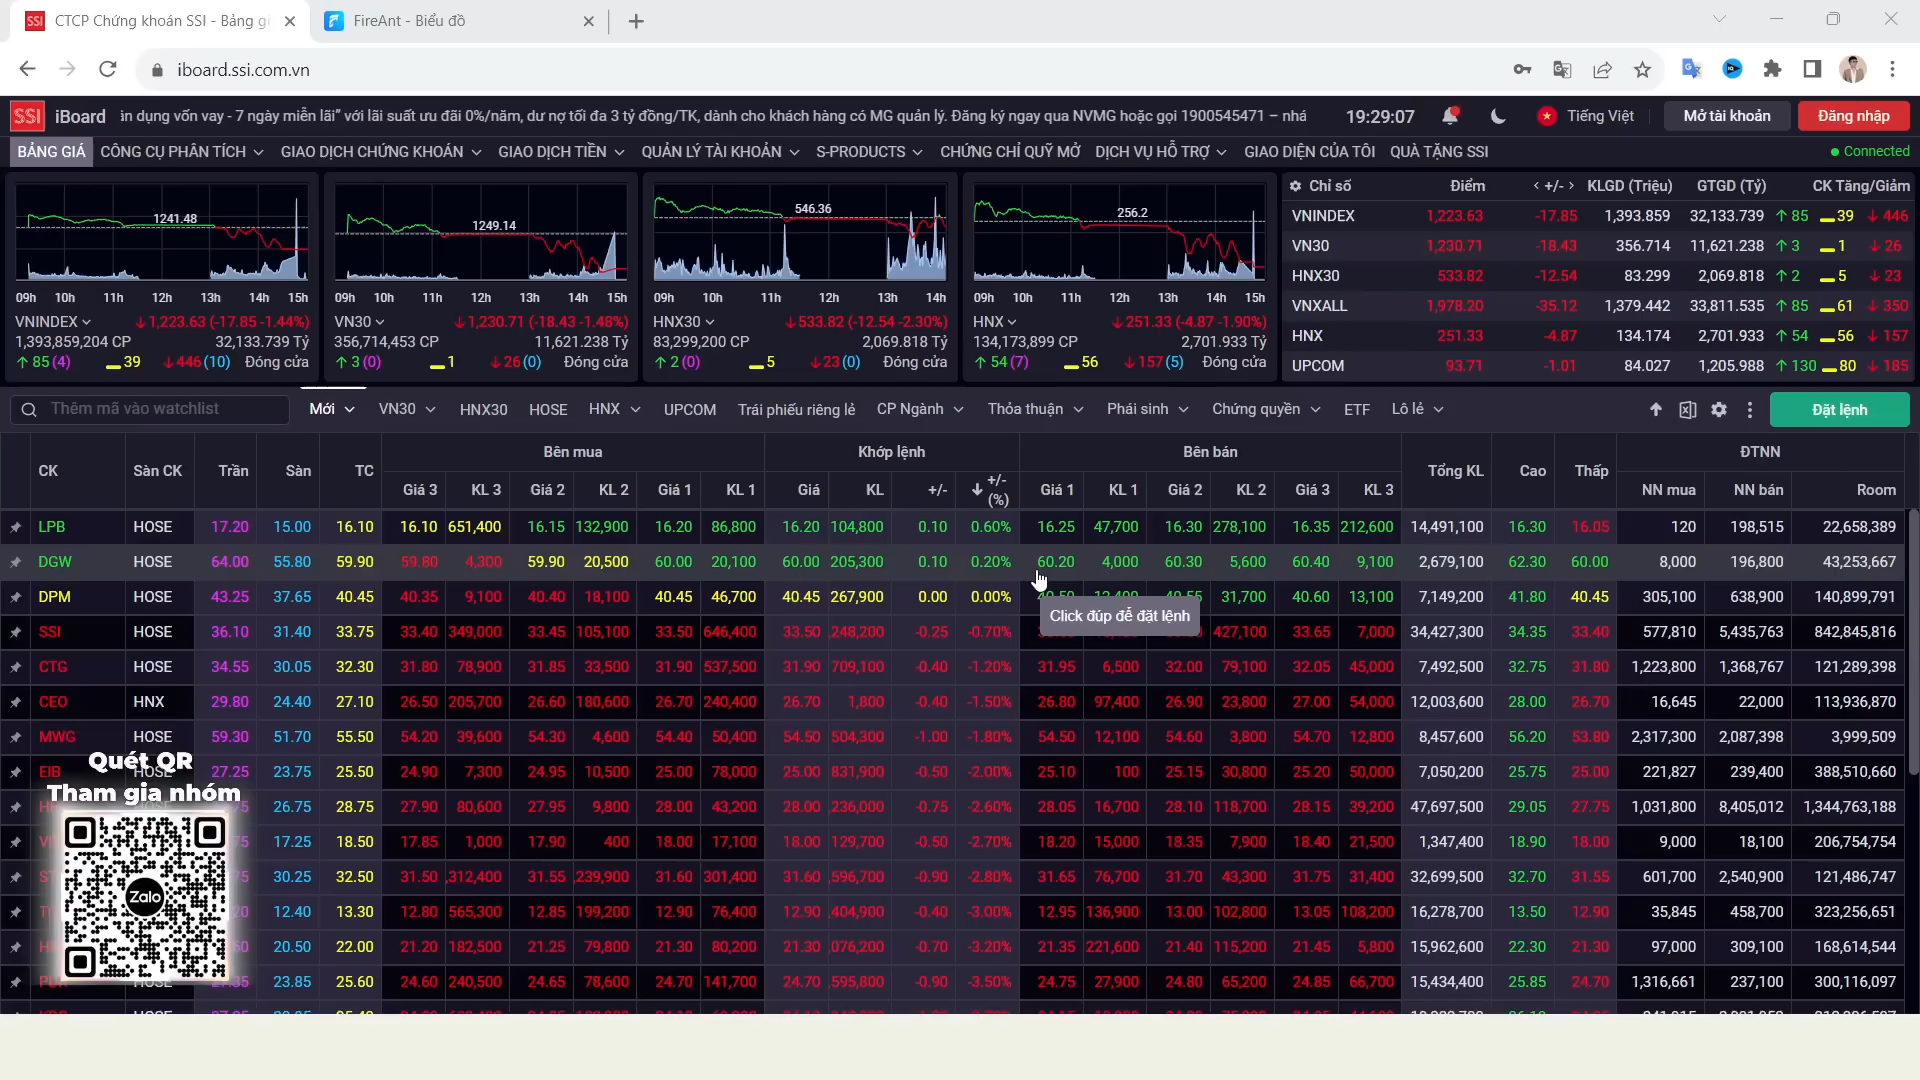 SSI CTCP Chứng khoán SSI - Bảng gi
FireAnt - Biểu đồ
iboard.ssi.com.vn
SSI iBoard
ản dụng vốn vay - 7 ngày miễn lãi” với lãi suất ưu đãi 0%/năm, dư nợ tối đa 3 tỷ đồng/TK, dành cho khách hàng có MG quản lý. Đăng ký ngay qua NVMG hoặc gọi 1900545471 – nhá
19:29:07 Tiếng Việt Mở tài khoản Đăng nhập
BẢNG GIÁ CÔNG CỤ PHÂN TÍCH GIAO DỊCH CHỨNG KHOÁN GIAO DỊCH TIỀN QUẢN LÝ TÀI KHOẢN S-PRODUCTS CHỨNG CHỈ QUỸ MỞ DỊCH VỤ HỖ TRỢ GIAO DIỆN CỦA TÔI QUÀ TẶNG SSI Connected
1241.48
09h 10h 11h 12h 13h 14h 15h
VNINDEX ↓1,223.63 (-17.85 -1.44%)
1,393,859,204 CP 32,133.739 Tỷ
↑85(4) 39 ↓446(10) Đóng cửa
1249.14
09h 10h 11h 12h 13h 14h 15h
VN30 ↓1,230.71 (-18.43 -1.48%)
356,714,453 CP 11,621.238 Tỷ
↑3(0) 1 ↓26(0) Đóng cửa
546.36
09h 10h 11h 12h 13h 14h
HNX30 ↓533.82 (-12.54 -2.30%)
83,299,200 CP 2,069.818 Tỷ
↑2(0) 5 ↓23(0) Đóng cửa
256.2
09h 10h 11h 12h 13h 14h 15h
HNX ↓251.33 (-4.87 -1.90%)
134,173,899 CP 2,701.933 Tỷ
↑54(7) 56 ↓157(5) Đóng cửa
Chỉ số Điểm < +/- > KLGD (Triệu) GTGD (Tỷ) CK Tăng/Giảm
VNINDEX 1,223.63 -17.85 1,393.859 32,133.739 ↑85 39 ↓446
VN30 1,230.71 -18.43 356.714 11,621.238 ↑3 1 ↓26
HNX30 533.82 -12.54 83.299 2,069.818 ↑2 5 ↓23
VNXALL 1,978.20 -35.12 1,379.442 33,811.535 ↑85 61 ↓350
HNX 251.33 -4.87 134.174 2,701.933 ↑54 56 ↓157
UPCOM 93.71 -1.01 84.027 1,205.988 ↑130 80 ↓185
Thêm mã vào watchlist Mới VN30 HNX30 HOSE HNX UPCOM Trái phiếu riêng lẻ CP Ngành Thỏa thuận Phái sinh Chứng quyền ETF Lô lẻ Đặt lệnh
CK Sàn CK Trần Sàn TC Bên mua Khớp lệnh Bên bán Tổng KL Cao Thấp ĐTNN
Giá 3 KL 3 Giá 2 KL 2 Giá 1 KL 1 Giá KL +/- ↓ +/- (%) Giá 1 KL 1 Giá 2 KL 2 Giá 3 KL 3 NN mua NN bán Room
LPB HOSE 17.20 15.00 16.10 16.10 651,400 16.15 132,900 16.20 86,800 16.20 104,800 0.10 0.60% 16.25 47,700 16.30 278,100 16.35 212,600 14,491,100 16.30 16.05 120 198,515 22,658,389
DGW HOSE 64.00 55.80 59.90 59.80 4,300 59.90 20,500 60.00 20,100 60.00 205,300 0.10 0.20% 60.20 4,000 60.30 5,600 60.40 9,100 2,679,100 62.30 60.00 8,000 196,800 43,253,667
DPM HOSE 43.25 37.65 40.45 40.35 9,100 40.40 18,100 40.45 46,700 40.45 267,900 0.00 0.00% 31,700 40.60 13,100 7,149,200 41.80 40.45 305,100 638,900 140,899,791
Click đúp để đặt lệnh
SSI HOSE 36.10 31.40 33.75 33.40 349,000 33.45 105,100 33.50 646,400 33.50 ,248,200 -0.25 -0.70% 427,100 33.65 7,000 34,427,300 34.35 33.40 577,810 5,435,763 842,845,816
CTG HOSE 34.55 30.05 32.30 31.80 78,900 31.85 33,500 31.90 537,500 31.90 709,100 -0.40 -1.20% 31.95 6,500 32.00 79,100 32.05 45,000 7,492,500 32.75 31.80 1,223,800 1,368,767 121,289,398
CEO HNX 29.80 24.40 27.10 26.50 205,700 26.60 180,600 26.70 240,400 26.70 1,800 -0.40 -1.50% 26.80 97,400 26.90 23,800 27.00 54,000 12,003,600 28.00 26.70 16,645 22,000 113,936,870
MWG HOSE 59.30 51.70 55.50 54.20 39,600 54.30 4,600 54.40 50,400 54.50 504,300 -1.00 -1.80% 54.50 12,100 54.60 3,800 54.70 12,800 8,457,600 56.20 53.80 2,317,300 2,087,398 3,999,509
Quét QR
EIB HOSE 27.25 23.75 25.50 24.90 7,300 24.95 10,500 25.00 78,000 25.00 831,900 -0.50 -2.00% 25.10 100 25.15 30,800 25.20 50,000 7,050,200 25.75 25.00 221,827 239,400 388,510,660
Tham gia nhóm
26.75 28.75 27.90 80,600 27.95 9,800 28.00 43,200 28.00 ,236,000 -0.75 -2.60% 28.05 16,700 28.10 118,700 28.15 39,200 47,697,500 29.05 27.75 1,031,800 8,405,012 1,344,763,188
17.25 18.50 17.85 1,000 17.90 400 18.00 17,100 18.00 129,700 -0.50 -2.70% 18.20 15,000 18.35 7,900 18.40 21,500 1,347,400 18.90 18.00 9,000 18,100 206,754,754
30.25 32.50 31.50 ,312,400 31.55 ,239,900 31.60 301,400 31.60 ,596,700 -0.90 -2.80% 31.65 76,700 31.70 43,300 31.75 31,400 32,699,500 32.70 31.55 601,700 2,540,900 121,486,747
Zalo
12.40 13.30 12.80 565,300 12.85 199,200 12.90 76,400 12.90 ,404,900 -0.40 -3.00% 12.95 136,900 13.00 102,800 13.05 108,200 16,278,700 13.50 12.90 35,845 458,700 323,256,651
20.50 22.00 21.20 182,500 21.25 79,800 21.30 80,200 21.30 ,076,200 -0.70 -3.20% 21.35 221,600 21.40 115,200 21.45 5,800 15,962,600 22.30 21.30 97,000 309,100 168,614,544
HOSE 23.85 25.60 24.60 240,500 24.65 78,600 24.70 141,700 24.70 ,595,800 -0.90 -3.50% 24.75 27,900 24.80 65,200 24.85 66,700 15,434,400 25.85 24.70 1,316,661 237,100 300,116,097